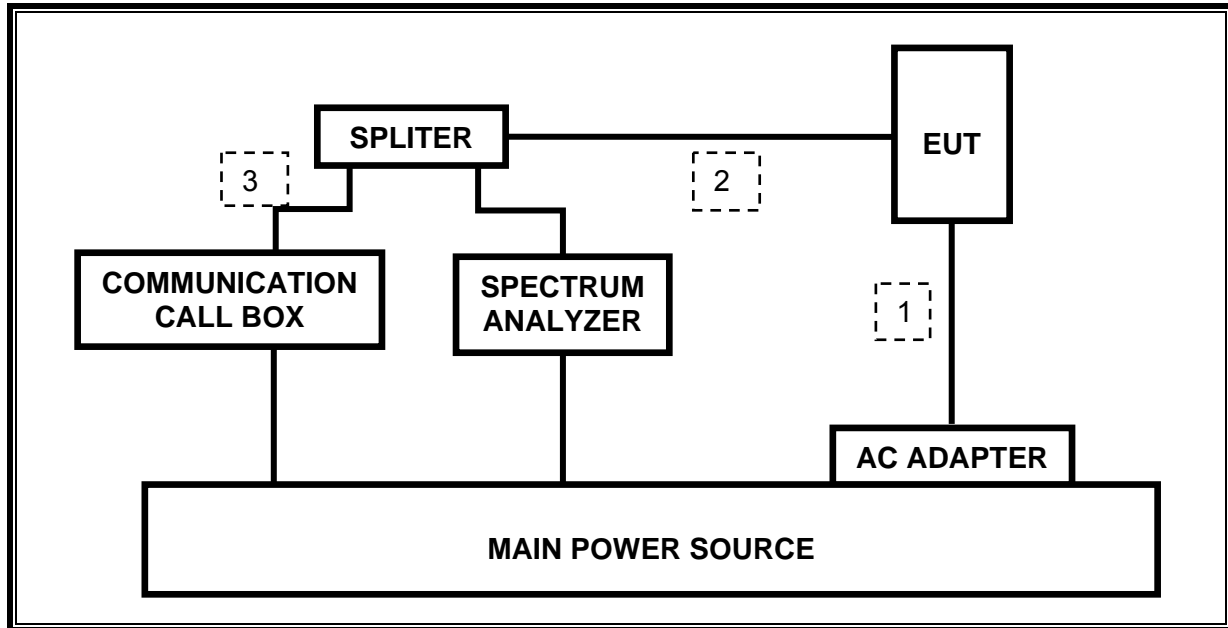 SPLITER
EUT
3
2
COMMUNICATION
CALL BOX
SPECTRUM
ANALYZER
1
AC ADAPTER
MAIN POWER SOURCE